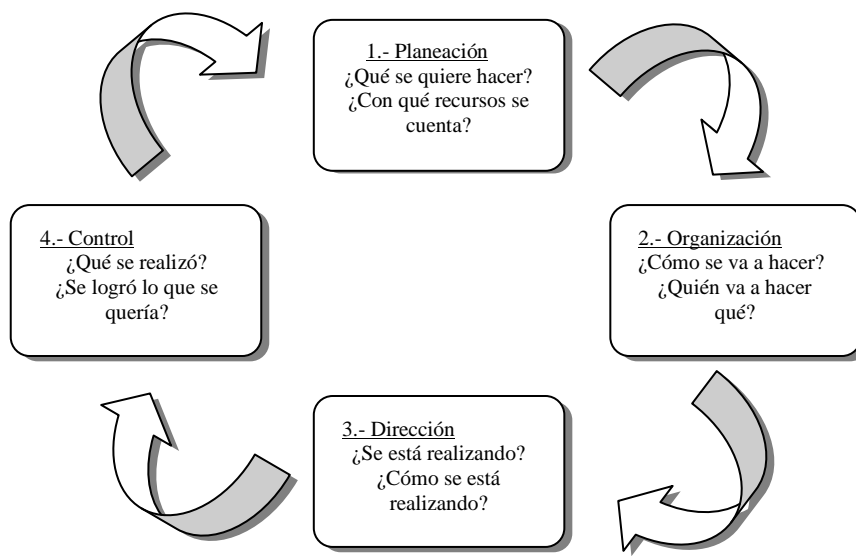 1.- Planeación
¿Qué se quiere hacer?
¿Con qué recursos se
cuenta?
2.- Organización
¿Cómo se va a hacer?
¿Quién va a hacer
qué?
3.- Dirección
¿Se está realizando?
¿Cómo se está
realizando?
4.- Control
¿Qué se realizó?
¿Se logró lo que se
quería?